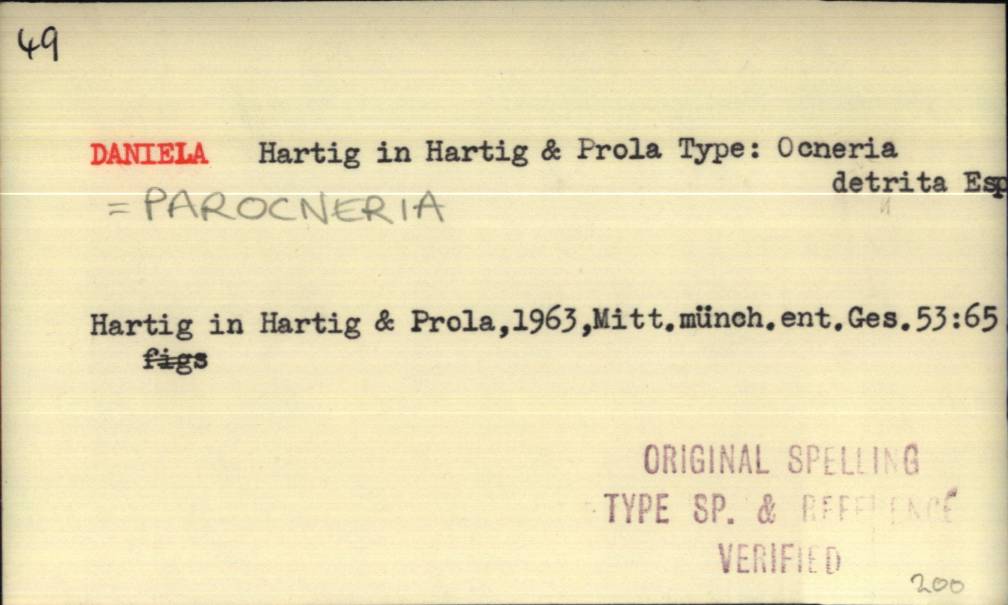 49
DANIELA Hartig in Hartig & Prola Type: Ocneria
detrita Esp
= PAROCNERIA
Hartig in Hartig & Prola,1963,Mitt.münch.ent.Ges.53:65
figs
ORIGINAL SPELLING
TYPE SP. & REFERENCE
VERIFIED
200